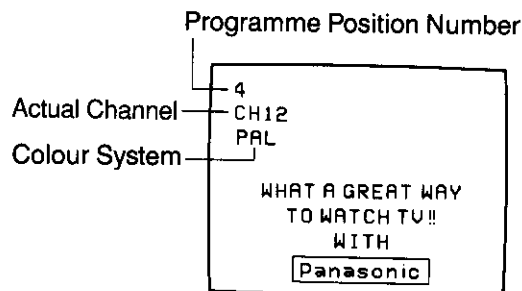 Programme Position Number
4
Actual Channel
CH12
Colour System
PAL
WHAT A GREAT WAY
TO WATCH TV!!
WITH
Panasonic